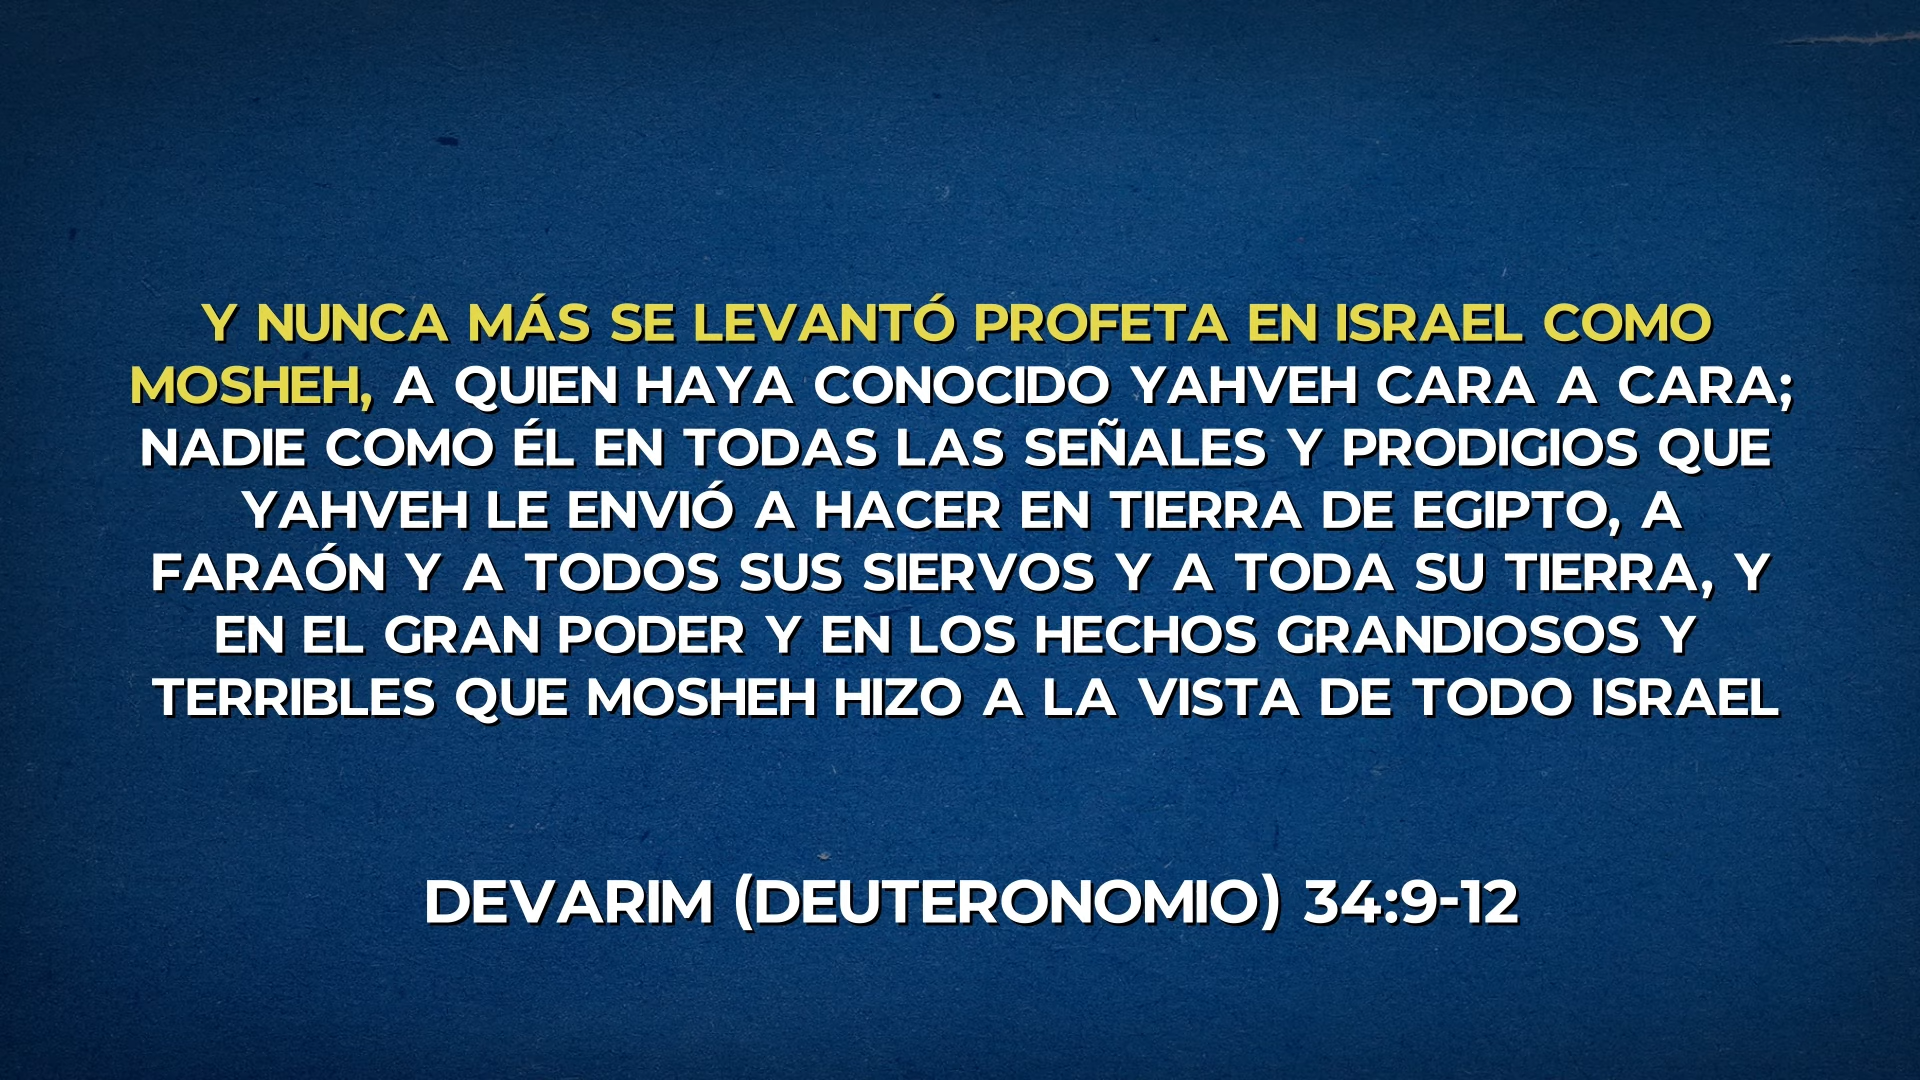 Y NUNCA MÁS SE LEVANTÓ PROFETA EN ISRAEL COMO
MOSHEH, A QUIEN HAYA CONOCIDO YAHVEH CARA A CARA;
NADIE COMO ÉL EN TODAS LAS SEÑALES Y PRODIGIOS QUE
YAHVEH LE ENVIÓ A HACER EN TIERRA DE EGIPTO, A
FARAÓN Y A TODOS SUS SIERVOS Y A TODA SU TIERRA, Y
EN EL GRAN PODER Y EN LOS HECHOS GRANDIOSOS Y
TERRIBLES QUE MOSHEH HIZO A LA VISTA DE TODO ISRAEL
DEVARIM (DEUTERONOMIO) 34:9-12